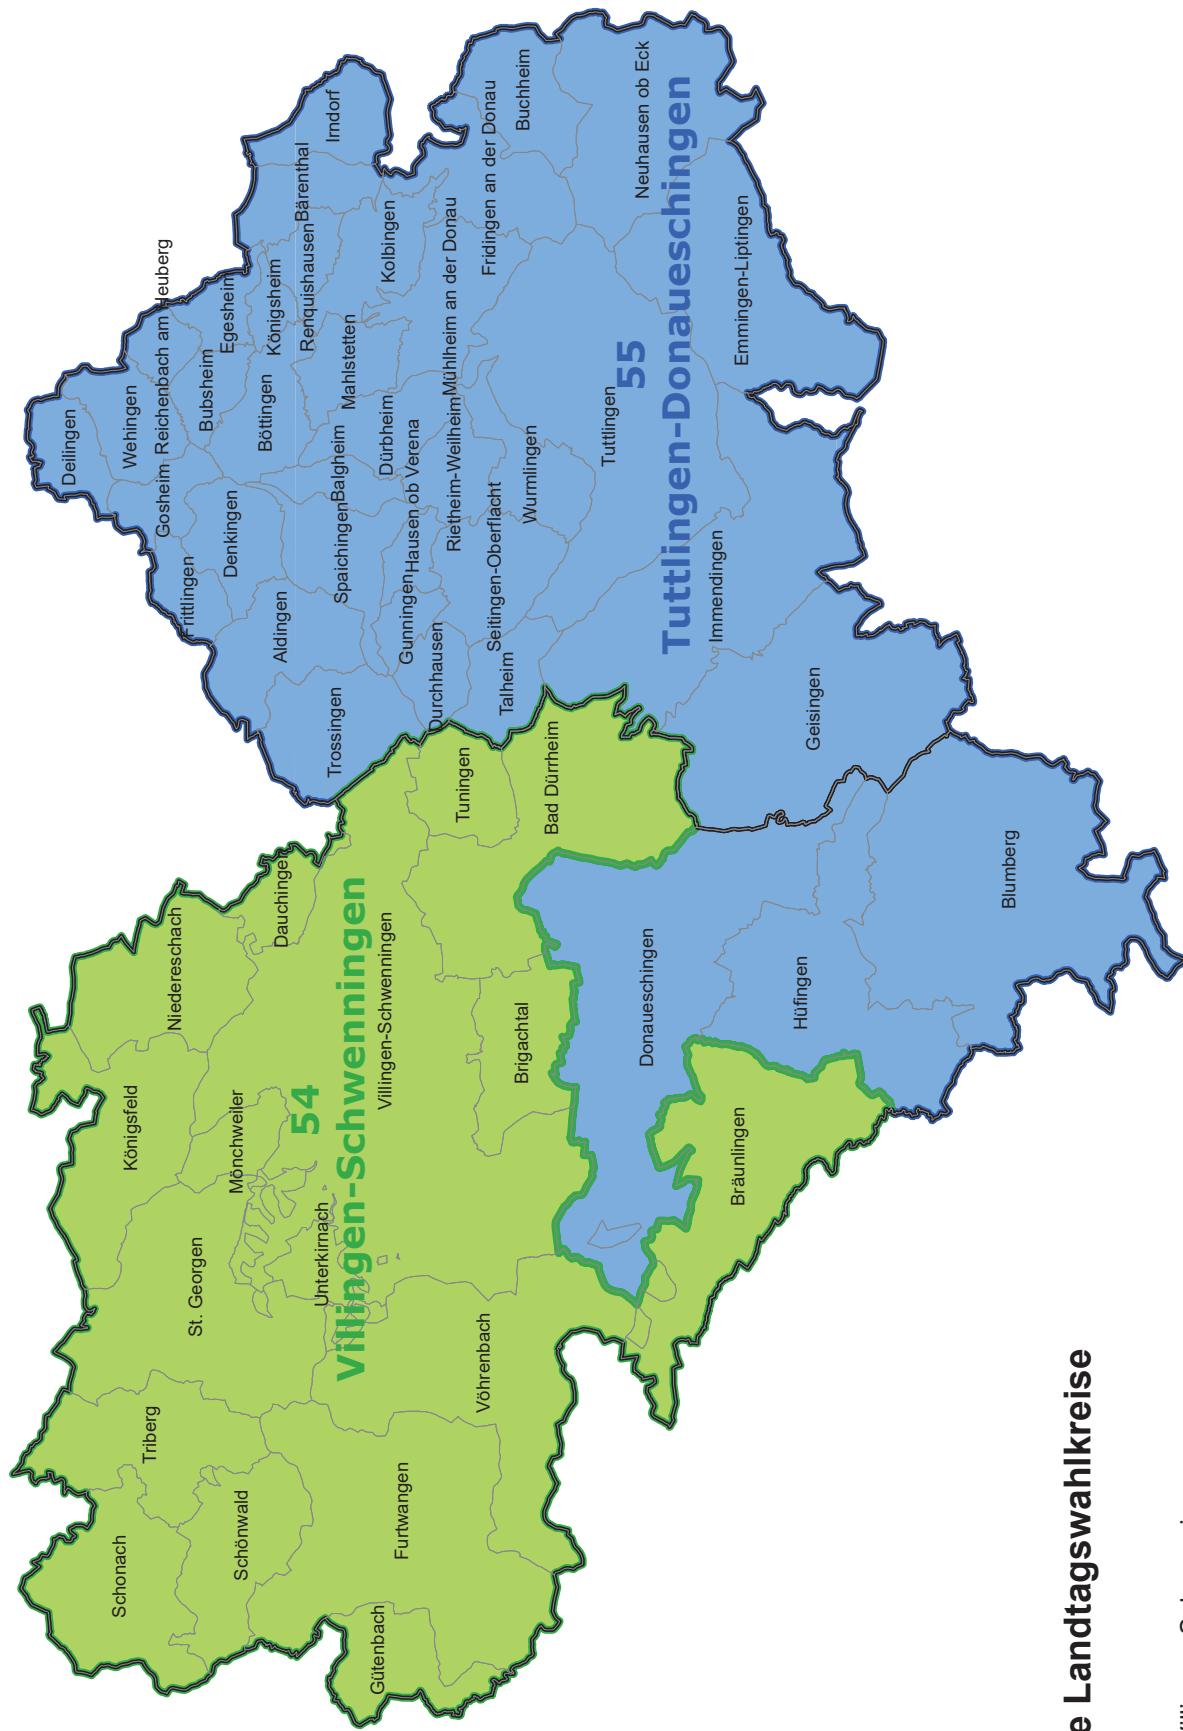 Schonach
Triberg
Schönwald
Gütenbach
Furtwangen
Vöhrenbach
St. Georgen
Königsfeld
Mönchweiler
Unterkirnach
Niedereschach
Dauchingen
54
Villingen-Schwenningen
Villingen-Schwenningen
Brigachtal
Tuningen
Bad Dürrheim
Bräunlingen
Donaueschingen
Hüfingen
Blumberg
Geisingen
Immendingen
Trossingen
Aldingen
Frittlingen
Denkingen
Gosheim
Deilingen
Wehingen
Reichenbach am Heuberg
Bubsheim
Egesheim
Böttingen
Königsheim
Renquishausen
Bärenthal
Irndorf
Spaichingen
Balgheim
Mahlstetten
Dürbheim
Kolbingen
Gunningen
Hausen ob Verena
Durchhausen
Rietheim-Weilheim
Mühlheim an der Donau
Fridingen an der Donau
Buchheim
Talheim
Seitingen-Oberflacht
Wurmlingen
Tuttlingen
55
Tuttlingen-Donaueschingen
Neuhausen ob Eck
Emmingen-Liptingen
e Landtagswahlkreise